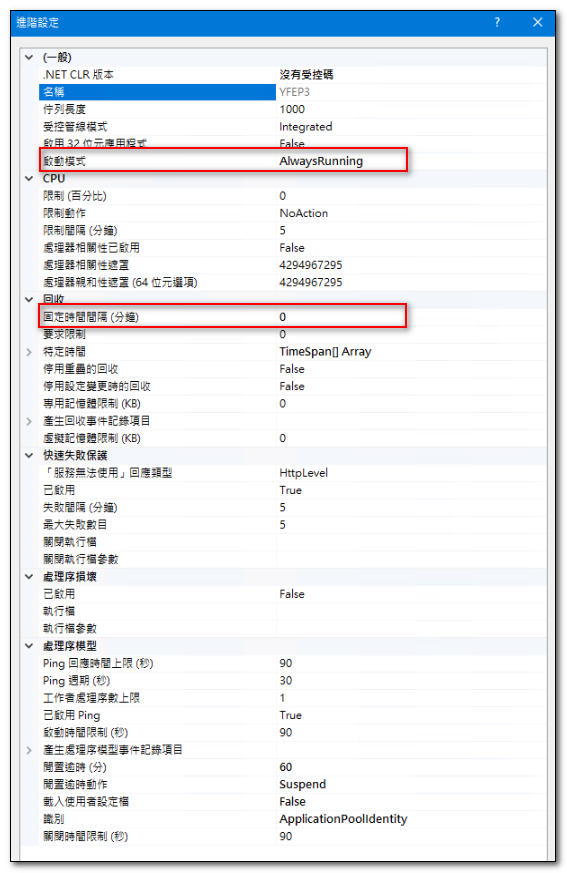 進階設定
?
(一般)
.NET CLR 版本 沒有受控碼
名稱 YFEP3
佇列長度 1000
受控管線模式 Integrated
啟用 32 位元應用程式 False
啟動模式 AlwaysRunning
CPU
限制 (百分比) 0
限制動作 NoAction
限制間隔 (分鐘) 5
處理器相關性已啟用 False
處理器相關性遮罩 4294967295
處理器親和性遮罩 (64 位元選項) 4294967295
回收
固定時間間隔 (分鐘) 0
要求限制 0
特定時間 TimeSpan[] Array
停用重疊的回收 False
停用設定變更時的回收 False
專用記憶體限制 (KB) 0
產生回收事件記錄項目
虛擬記憶體限制 (KB) 0
快速失敗保護
「服務無法使用」回應類型 HttpLevel
已啟用 True
失敗間隔 (分鐘) 5
最大失敗數目 5
關閉執行檔
關閉執行檔參數
處理序損壞
已啟用 False
執行檔
執行檔參數
處理序模型
Ping 回應時間上限 (秒) 90
Ping 週期 (秒) 30
工作者處理序數上限 1
已啟用 Ping True
啟動時間限制 (秒) 90
產生處理序模型事件記錄項目
閒置逾時 (分) 60
閒置逾時動作 Suspend
載入使用者設定檔 False
識別 ApplicationPoolIdentity
關閉時間限制 (秒) 90